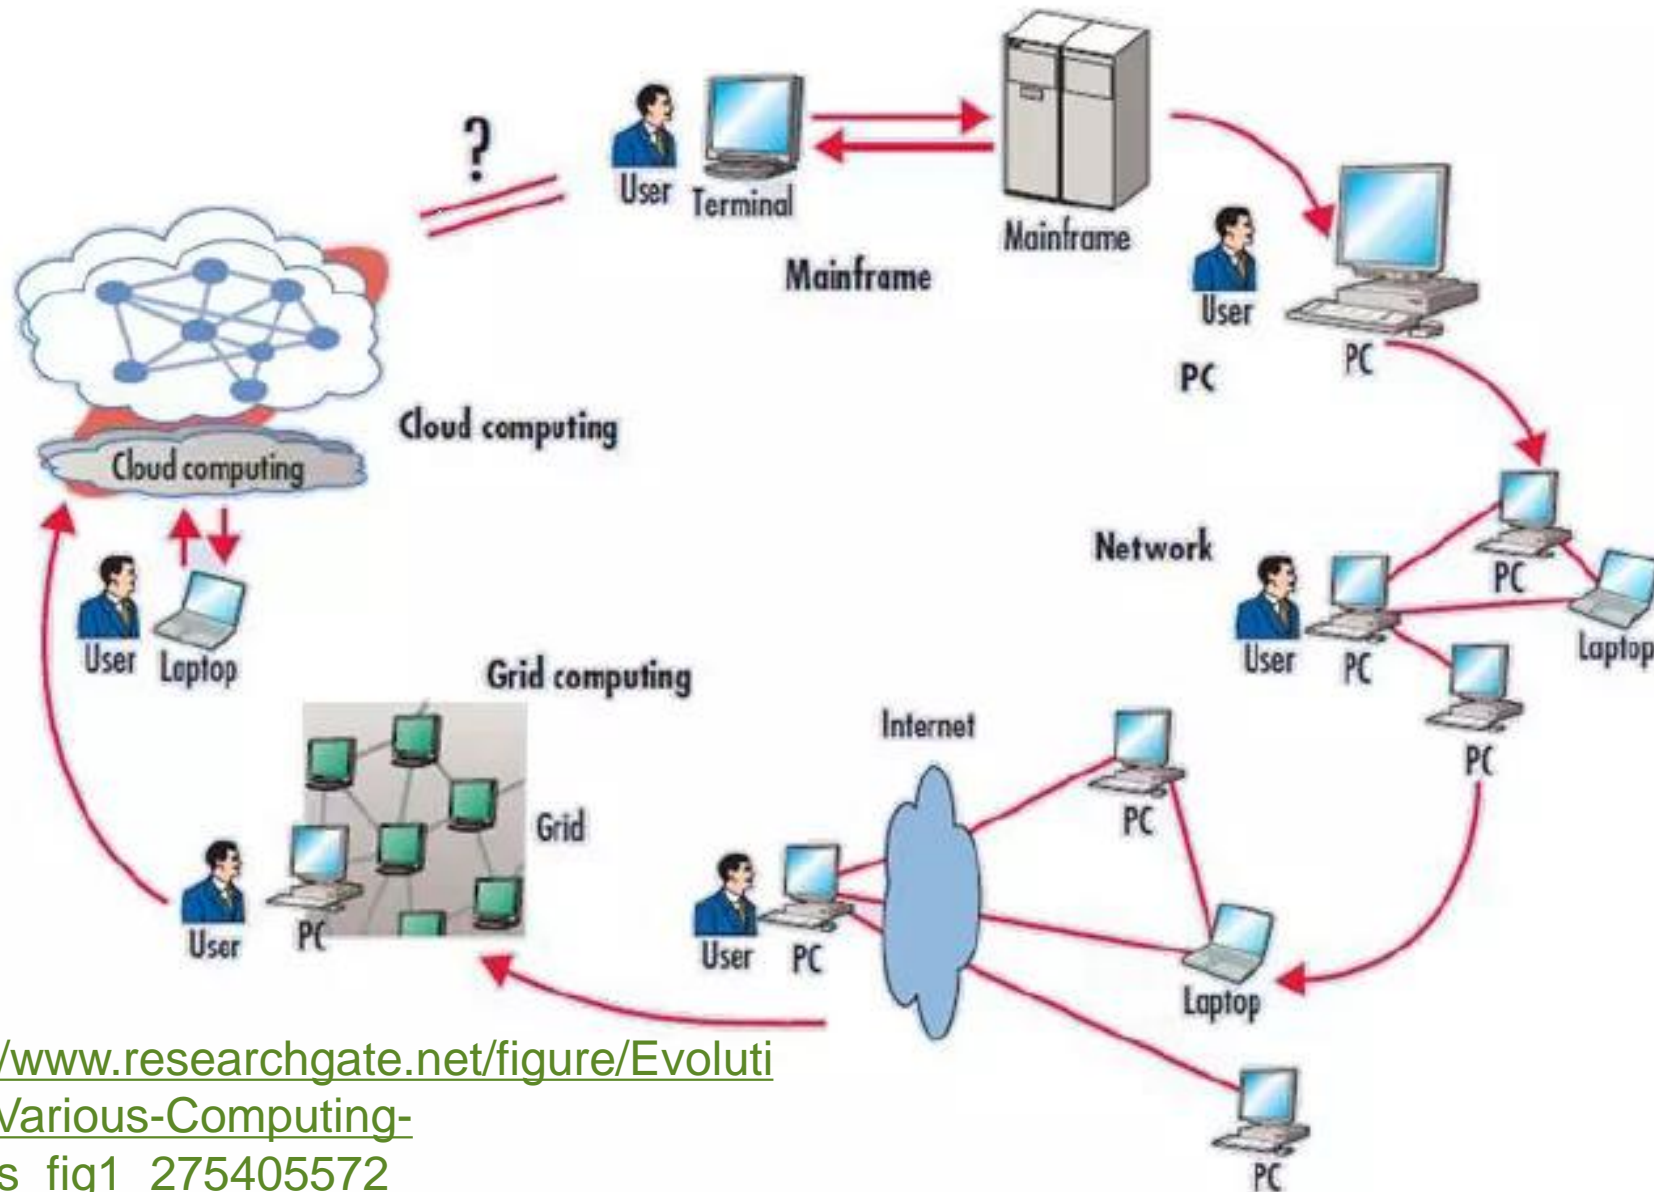 ?
User
Terminal
Mainframe
Mainframe
User
PC
PC
Cloud computing
Cloud computing
Network
PC
User
PC
Laptop
PC
User
Laptop
Grid computing
Internet
PC
Grid
User
PC
User
PC
Laptop
PC
/www.researchgate.net/figure/Evoluti
Various-Computing-
s_fig1_275405572